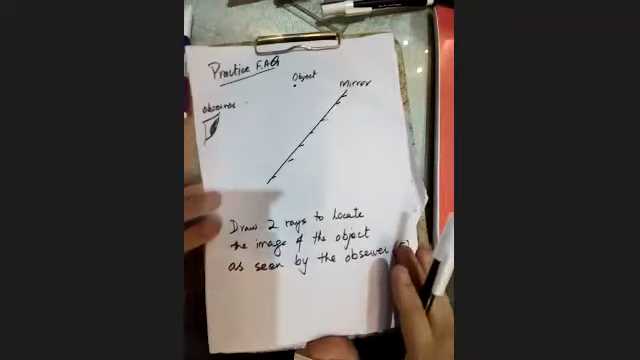 Practice F.A.Q
Object
Mirror
Observer
Draw 2 rays to locate
the image of the object
as seen by the observer